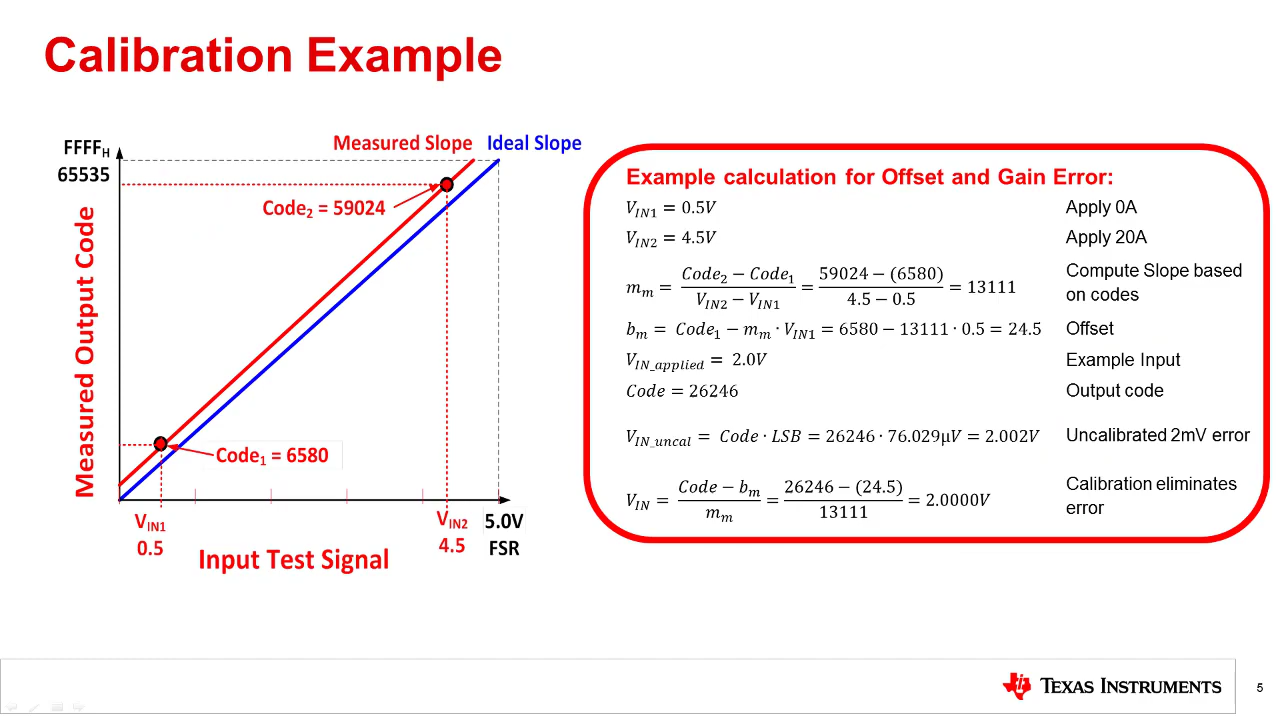 Calibration Example
FFFF_H
65535
Measured Slope
Ideal Slope
Code₂ = 59024
Measured Output Code
Code₁ = 6580
V_IN1
0.5
V_IN2
4.5
5.0V
FSR
Input Test Signal
Example calculation for Offset and Gain Error:
V_IN1 = 0.5V Apply 0A
V_IN2 = 4.5V Apply 20A
m_m = (Code₂ − Code₁) / (V_IN2 − V_IN1) = (59024 − (6580)) / (4.5 − 0.5) = 13111 Compute Slope based
on codes
b_m = Code₁ − m_m · V_IN1 = 6580 − 13111 · 0.5 = 24.5 Offset
V_IN_applied = 2.0V Example Input
Code = 26246 Output code
V_IN_uncal = Code · LSB = 26246 · 76.029µV = 2.002V Uncalibrated 2mV error
V_IN = (Code − b_m) / m_m = (26246 − (24.5)) / 13111 = 2.0000V Calibration eliminates
error
TEXAS INSTRUMENTS
5